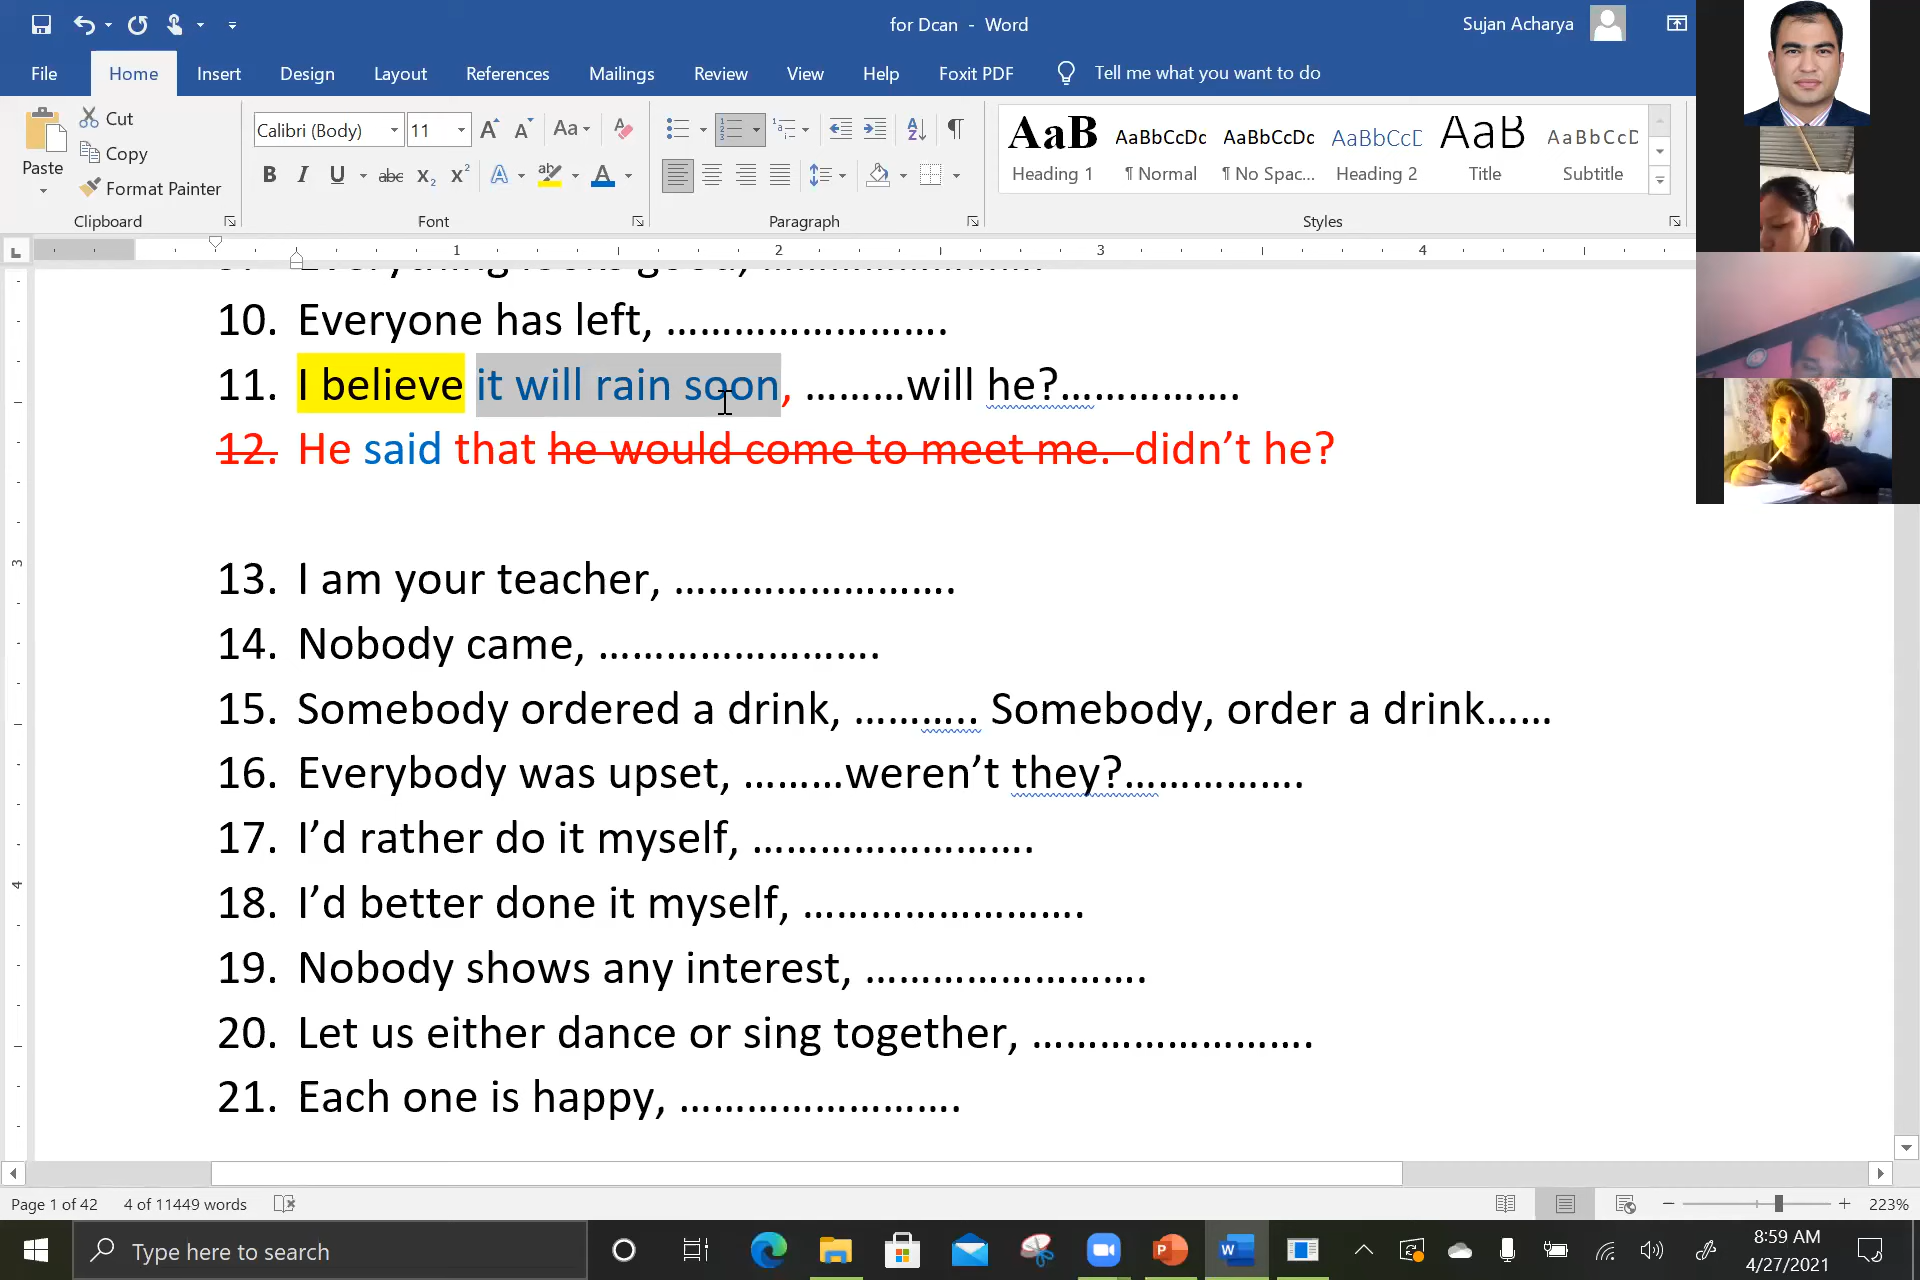 for Dcan - Word
Sujan Acharya
File Home Insert Design Layout References Mailings Review View Help Foxit PDF Tell me what you want to do
Paste
Cut
Copy
Format Painter
Clipboard
Calibri (Body) 11
Font
Paragraph
AaB AaBbCcDc AaBbCcDc AaBbCcD AaB AaBbCcD
Heading 1 ¶ Normal ¶ No Spac... Heading 2 Title Subtitle
Styles
1 2 3 4
10. Everyone has left, …………………….
11. I believe it will rain soon, ………will he?…………….
12. He said that he would come to meet me. didn’t he?
13. I am your teacher, …………………….
14. Nobody came, …………………….
15. Somebody ordered a drink, ……….. Somebody, order a drink……
16. Everybody was upset, ………weren’t they?…………….
17. I’d rather do it myself, …………………….
18. I’d better done it myself, …………………….
19. Nobody shows any interest, …………………….
20. Let us either dance or sing together, …………………….
21. Each one is happy, …………………….
3
4
Page 1 of 42 4 of 11449 words
223%
Type here to search
8:59 AM
4/27/2021